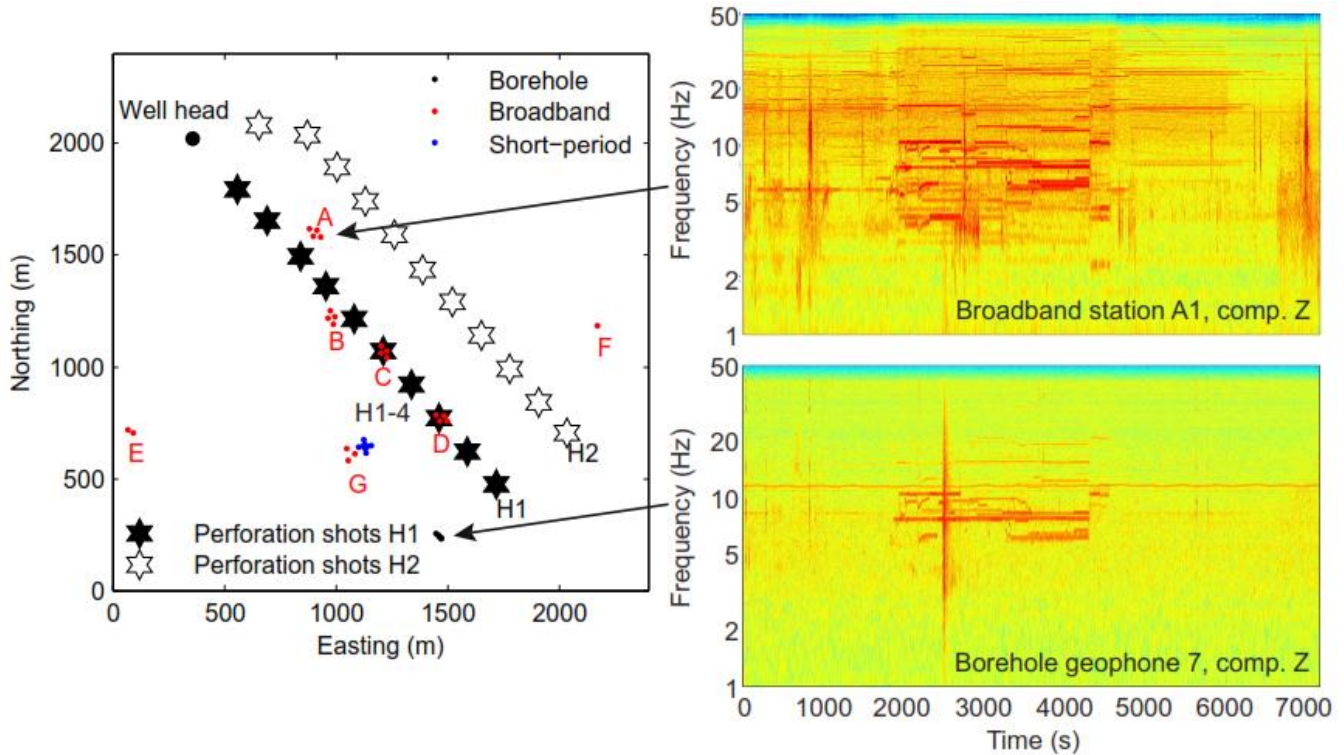 Well head
Borehole
Broadband
Short−period
A
B
C
H1-4
D
E
F
G
H2
H1
Perforation shots H1
Perforation shots H2
2000
1500
1000
500
0
Northing (m)
0 500 1000 1500 2000
Easting (m)
50
20
10
5
2
1
Frequency (Hz)
Broadband station A1, comp. Z
50
20
10
5
2
1
Frequency (Hz)
Borehole geophone 7, comp. Z
0 1000 2000 3000 4000 5000 6000 7000
Time (s)